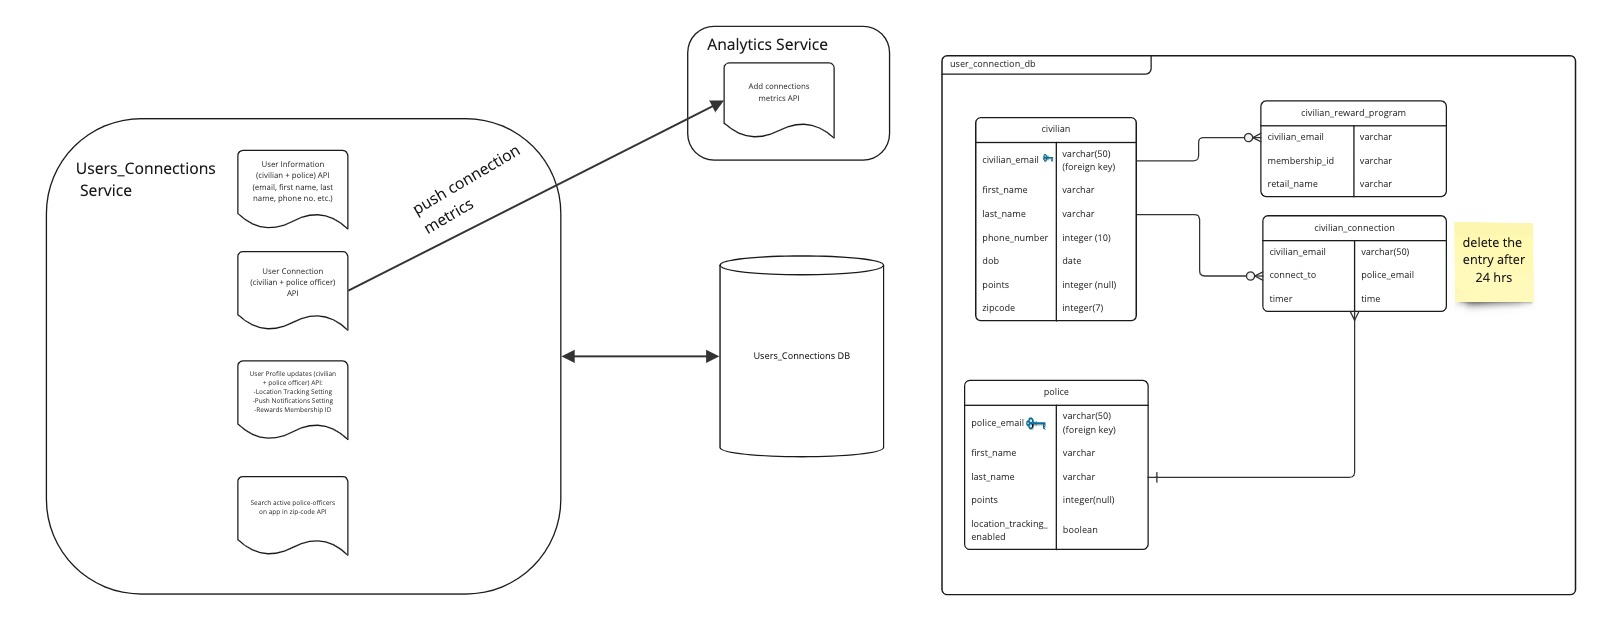 Users_Connections
Service
User Information
(civilian + police) API
(email, first name, last
name, phone no. etc.)
User Connection
(civilian + police officer)
API
User Profile updates (civilian
+ police officer) API:
-Location Tracking Setting
-Push Notifications Setting
-Rewards Membership ID
Search active police-officers
on app in zip-code API
push connection
metrics
Analytics Service
Add connections
metrics API
Users_Connections DB
user_connection_db
civilian
civilian_email varchar(50)
(foreign key)
first_name varchar
last_name varchar
phone_number integer (10)
dob date
points integer (null)
zipcode integer(7)
civilian_reward_program
civilian_email varchar
membership_id varchar
retail_name varchar
civilian_connection
civilian_email varchar(50)
connect_to police_email
timer time
delete the
entry after
24 hrs
police
police_email varchar(50)
(foreign key)
first_name varchar
last_name varchar
points integer(null)
location_tracking_
enabled boolean